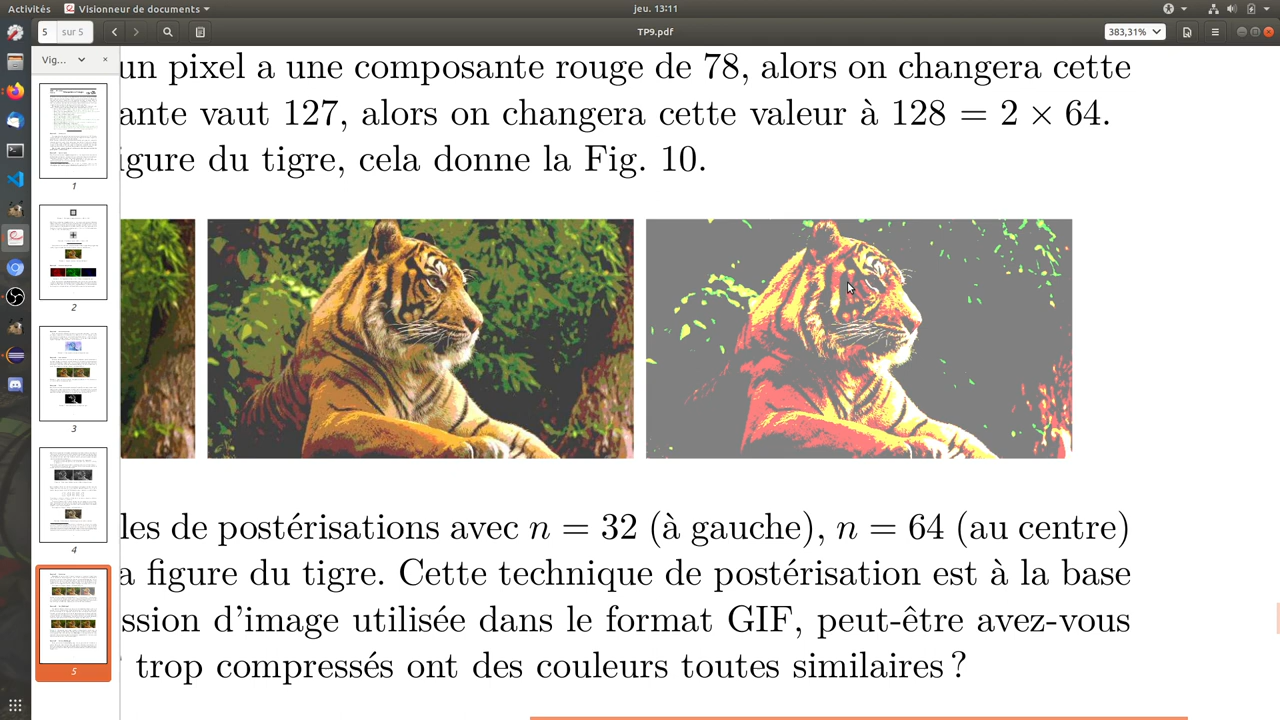 Activités
Visionneur de documents
jeu. 13:11
5
sur 5
TP9.pdf
383,31%
Vig...
un pixel a une composante rouge de 78, alors on changera cette
ante vaut 127, alors on changera cette valeur à 128 = 2 × 64.
igure du tigre, cela donne la Fig. 10.
les de postérisations avec n = 32 (à gauche), n = 64 (au centre)
a figure du tigre. Cette technique de postérisation est à la base
ssion d'image utilisée dans le format GIF, peut-être avez-vous
trop compressés ont des couleurs toutes similaires ?
1
2
3
4
5